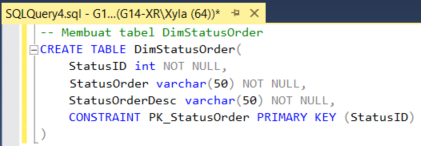 SQLQuery4.sql - G1...(G14-XR\Xyla (64))*
-- Membuat tabel DimStatusOrder
CREATE TABLE DimStatusOrder(
StatusID int NOT NULL,
StatusOrder varchar(50) NOT NULL,
StatusOrderDesc varchar(50) NOT NULL,
CONSTRAINT PK_StatusOrder PRIMARY KEY (StatusID)
)